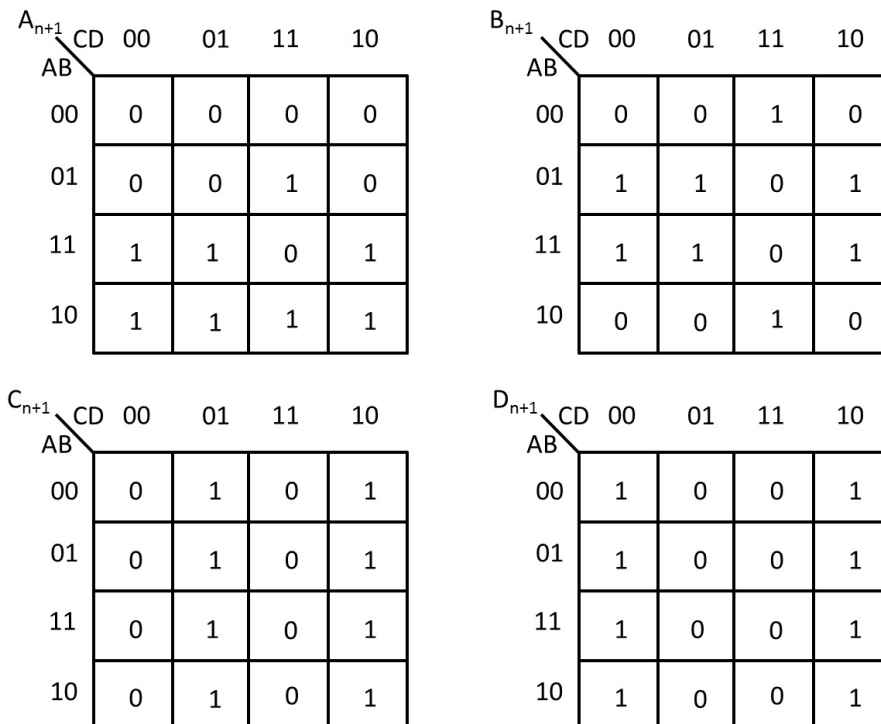 A_{n+1} CD 00 01 11 10
AB
00 0 0 0 0
01 0 0 1 0
11 1 1 0 1
10 1 1 1 1
B_{n+1} CD 00 01 11 10
AB
00 0 0 1 0
01 1 1 0 1
11 1 1 0 1
10 0 0 1 0
C_{n+1} CD 00 01 11 10
AB
00 0 1 0 1
01 0 1 0 1
11 0 1 0 1
10 0 1 0 1
D_{n+1} CD 00 01 11 10
AB
00 1 0 0 1
01 1 0 0 1
11 1 0 0 1
10 1 0 0 1